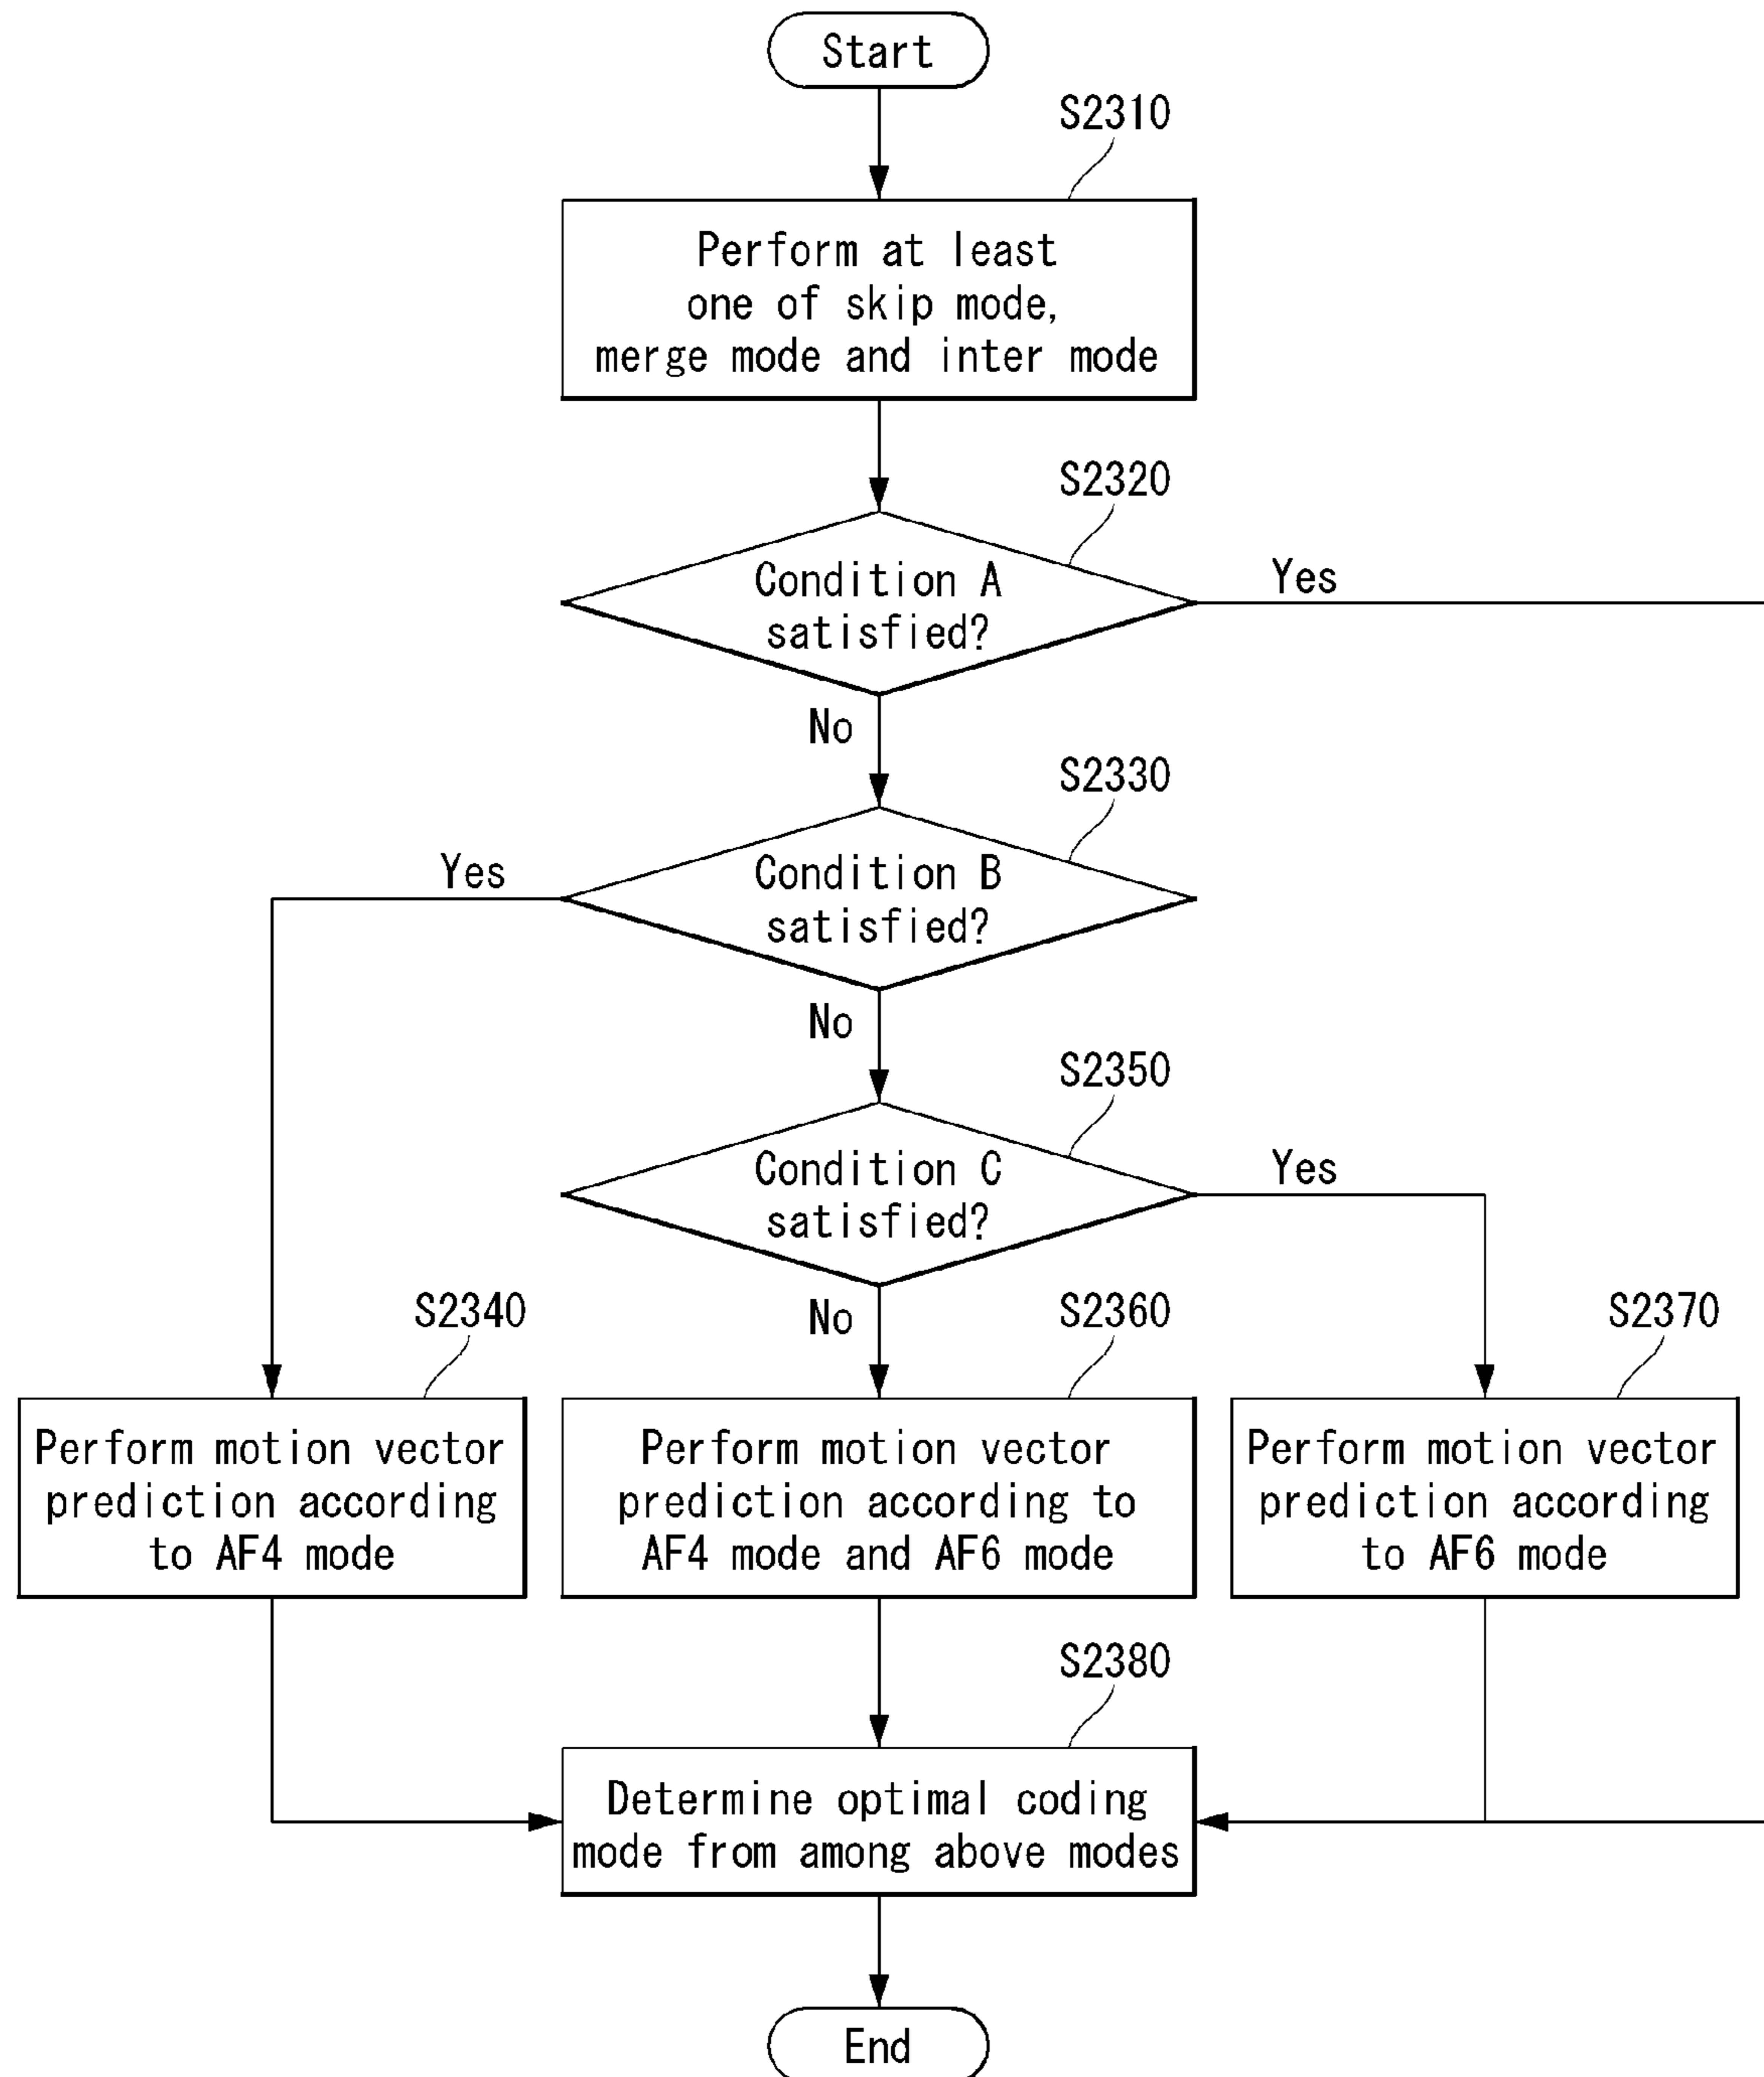 Start
S2310
Perform at least
one of skip mode,
merge mode and inter mode
S2320
Condition A
satisfied?
Yes
No
S2330
Condition B
satisfied?
Yes
No
S2350
Condition C
satisfied?
Yes
No
S2340
Perform motion vector
prediction according
to AF4 mode
S2360
Perform motion vector
prediction according to
AF4 mode and AF6 mode
S2370
Perform motion vector
prediction according
to AF6 mode
S2380
Determine optimal coding
mode from among above modes
End